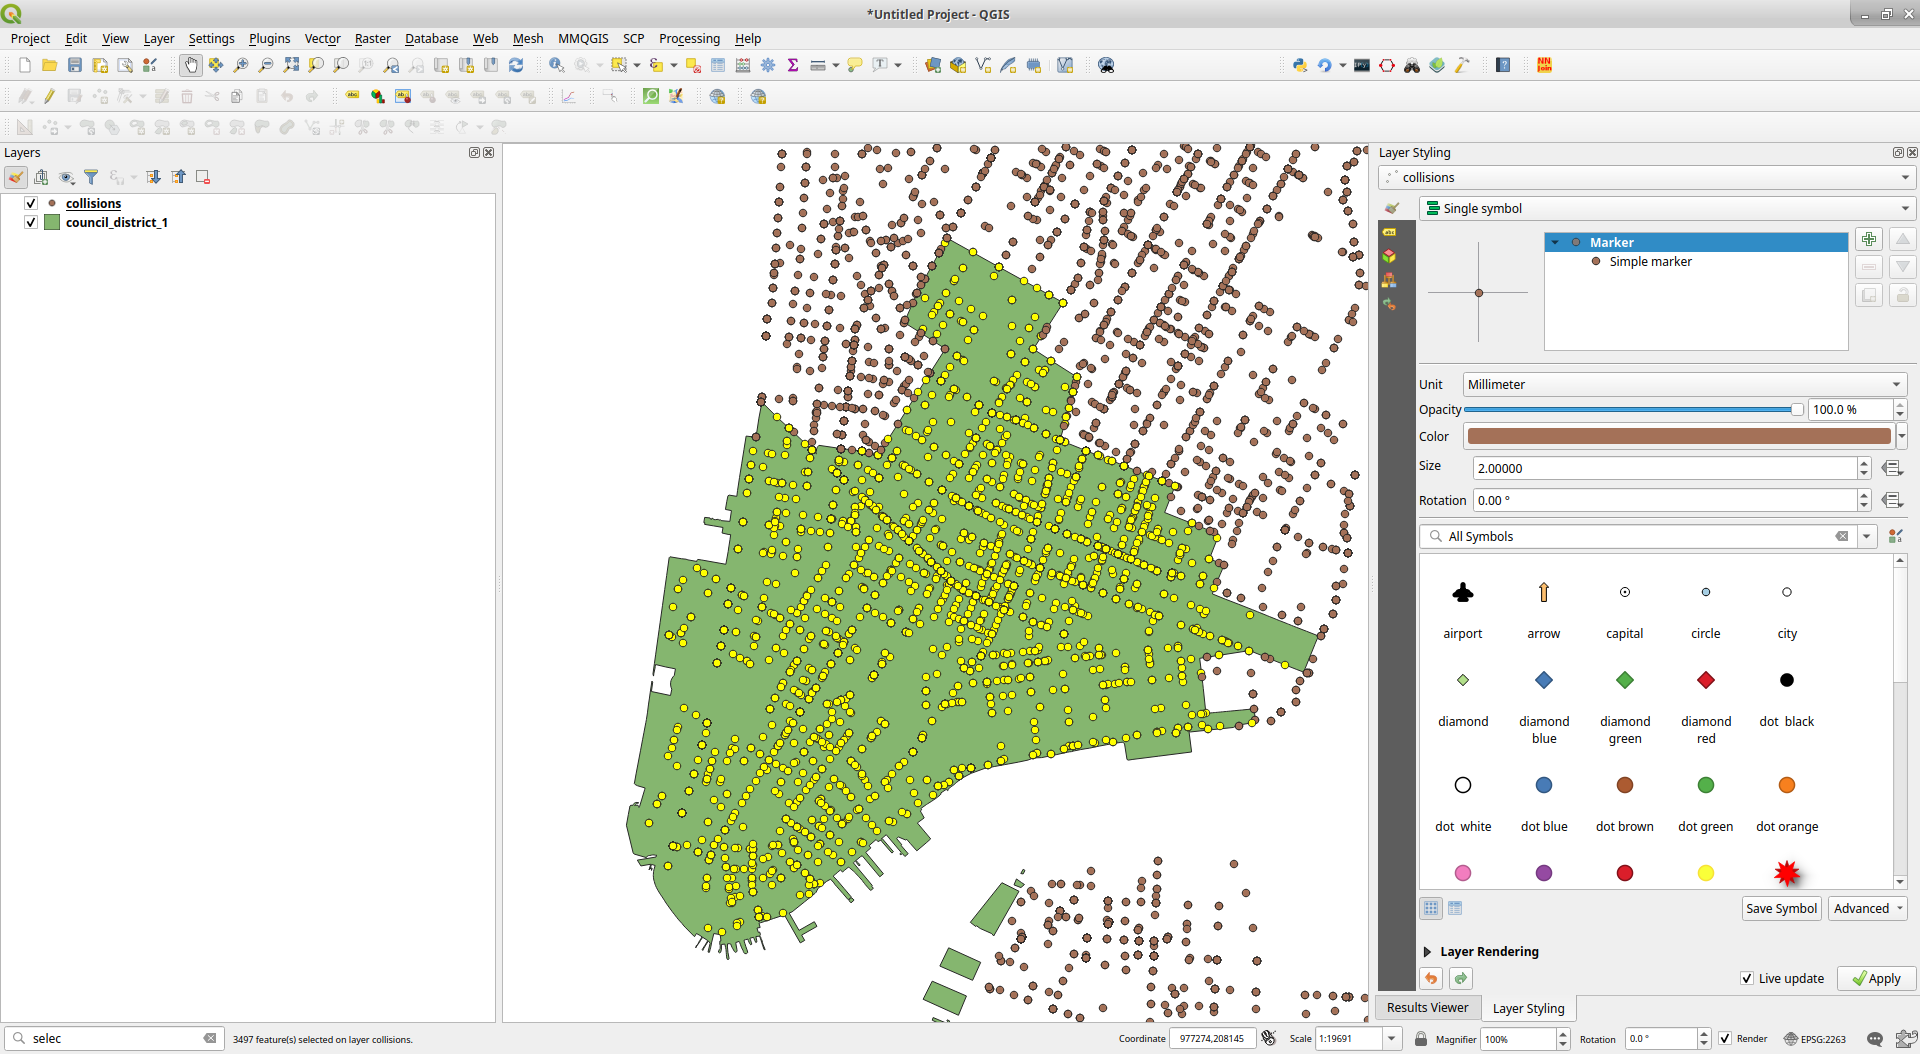 *Untitled Project - QGIS
Project Edit View Layer Settings Plugins Vector Raster Database Web Mesh MMQGIS SCP Processing Help
Layers
collisions
council_district_1
Layer Styling
collisions
Single symbol
Marker
Simple marker
Unit Millimeter
Opacity 100.0 %
Color
Size 2.00000
Rotation 0.00 °
All Symbols
airport arrow capital circle city
diamond diamond blue diamond green diamond red dot black
dot white dot blue dot brown dot green dot orange
Save Symbol Advanced
Layer Rendering
Live update Apply
Results Viewer Layer Styling
selec 3497 feature(s) selected on layer collisions. Coordinate 977274,208145 Scale 1:19691 Magnifier 100% Rotation 0.0 ° Render EPSG:2263